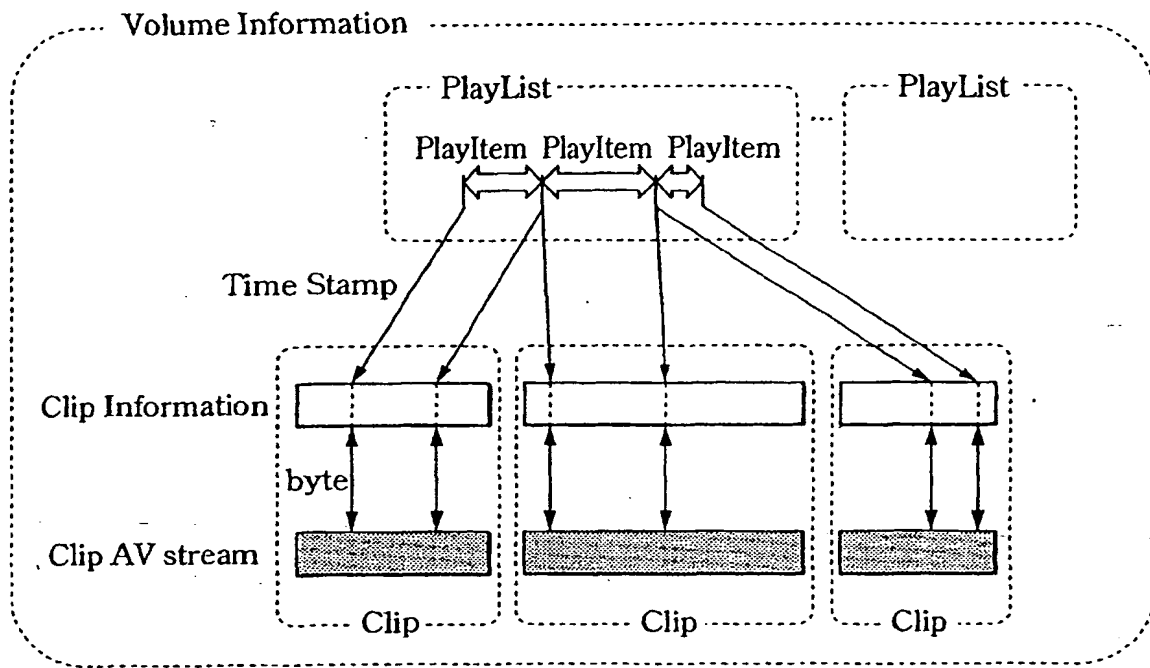 Volume Information
PlayList
PlayList
...
PlayItem PlayItem PlayItem
Time Stamp
Clip Information
byte
Clip AV stream
Clip
Clip
Clip